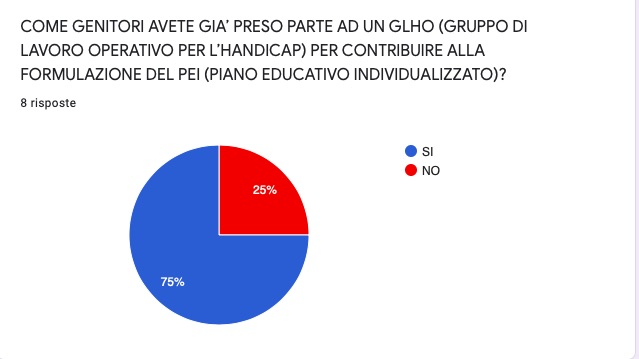 COME GENITORI AVETE GIA’ PRESO PARTE AD UN GLHO (GRUPPO DI
LAVORO OPERATIVO PER L’HANDICAP) PER CONTRIBUIRE ALLA
FORMULAZIONE DEL PEI (PIANO EDUCATIVO INDIVIDUALIZZATO)?
8 risposte
SI
NO
25%
75%